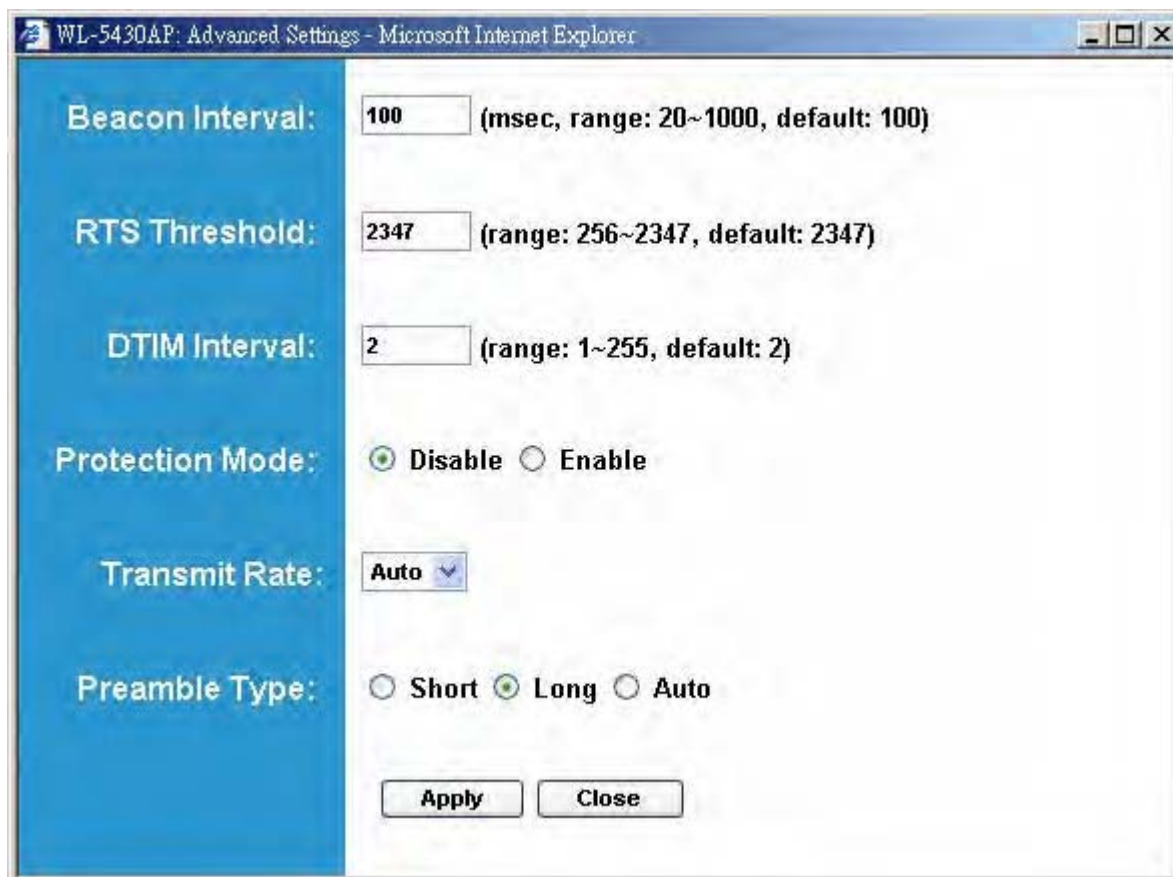 WL-5430AP: Advanced Settings - Microsoft Internet Explorer
Beacon Interval: 100 (msec, range: 20~1000, default: 100)
RTS Threshold: 2347 (range: 256~2347, default: 2347)
DTIM Interval: 2 (range: 1~255, default: 2)
Protection Mode: Disable Enable
Transmit Rate: Auto
Preamble Type: Short Long Auto
Apply Close